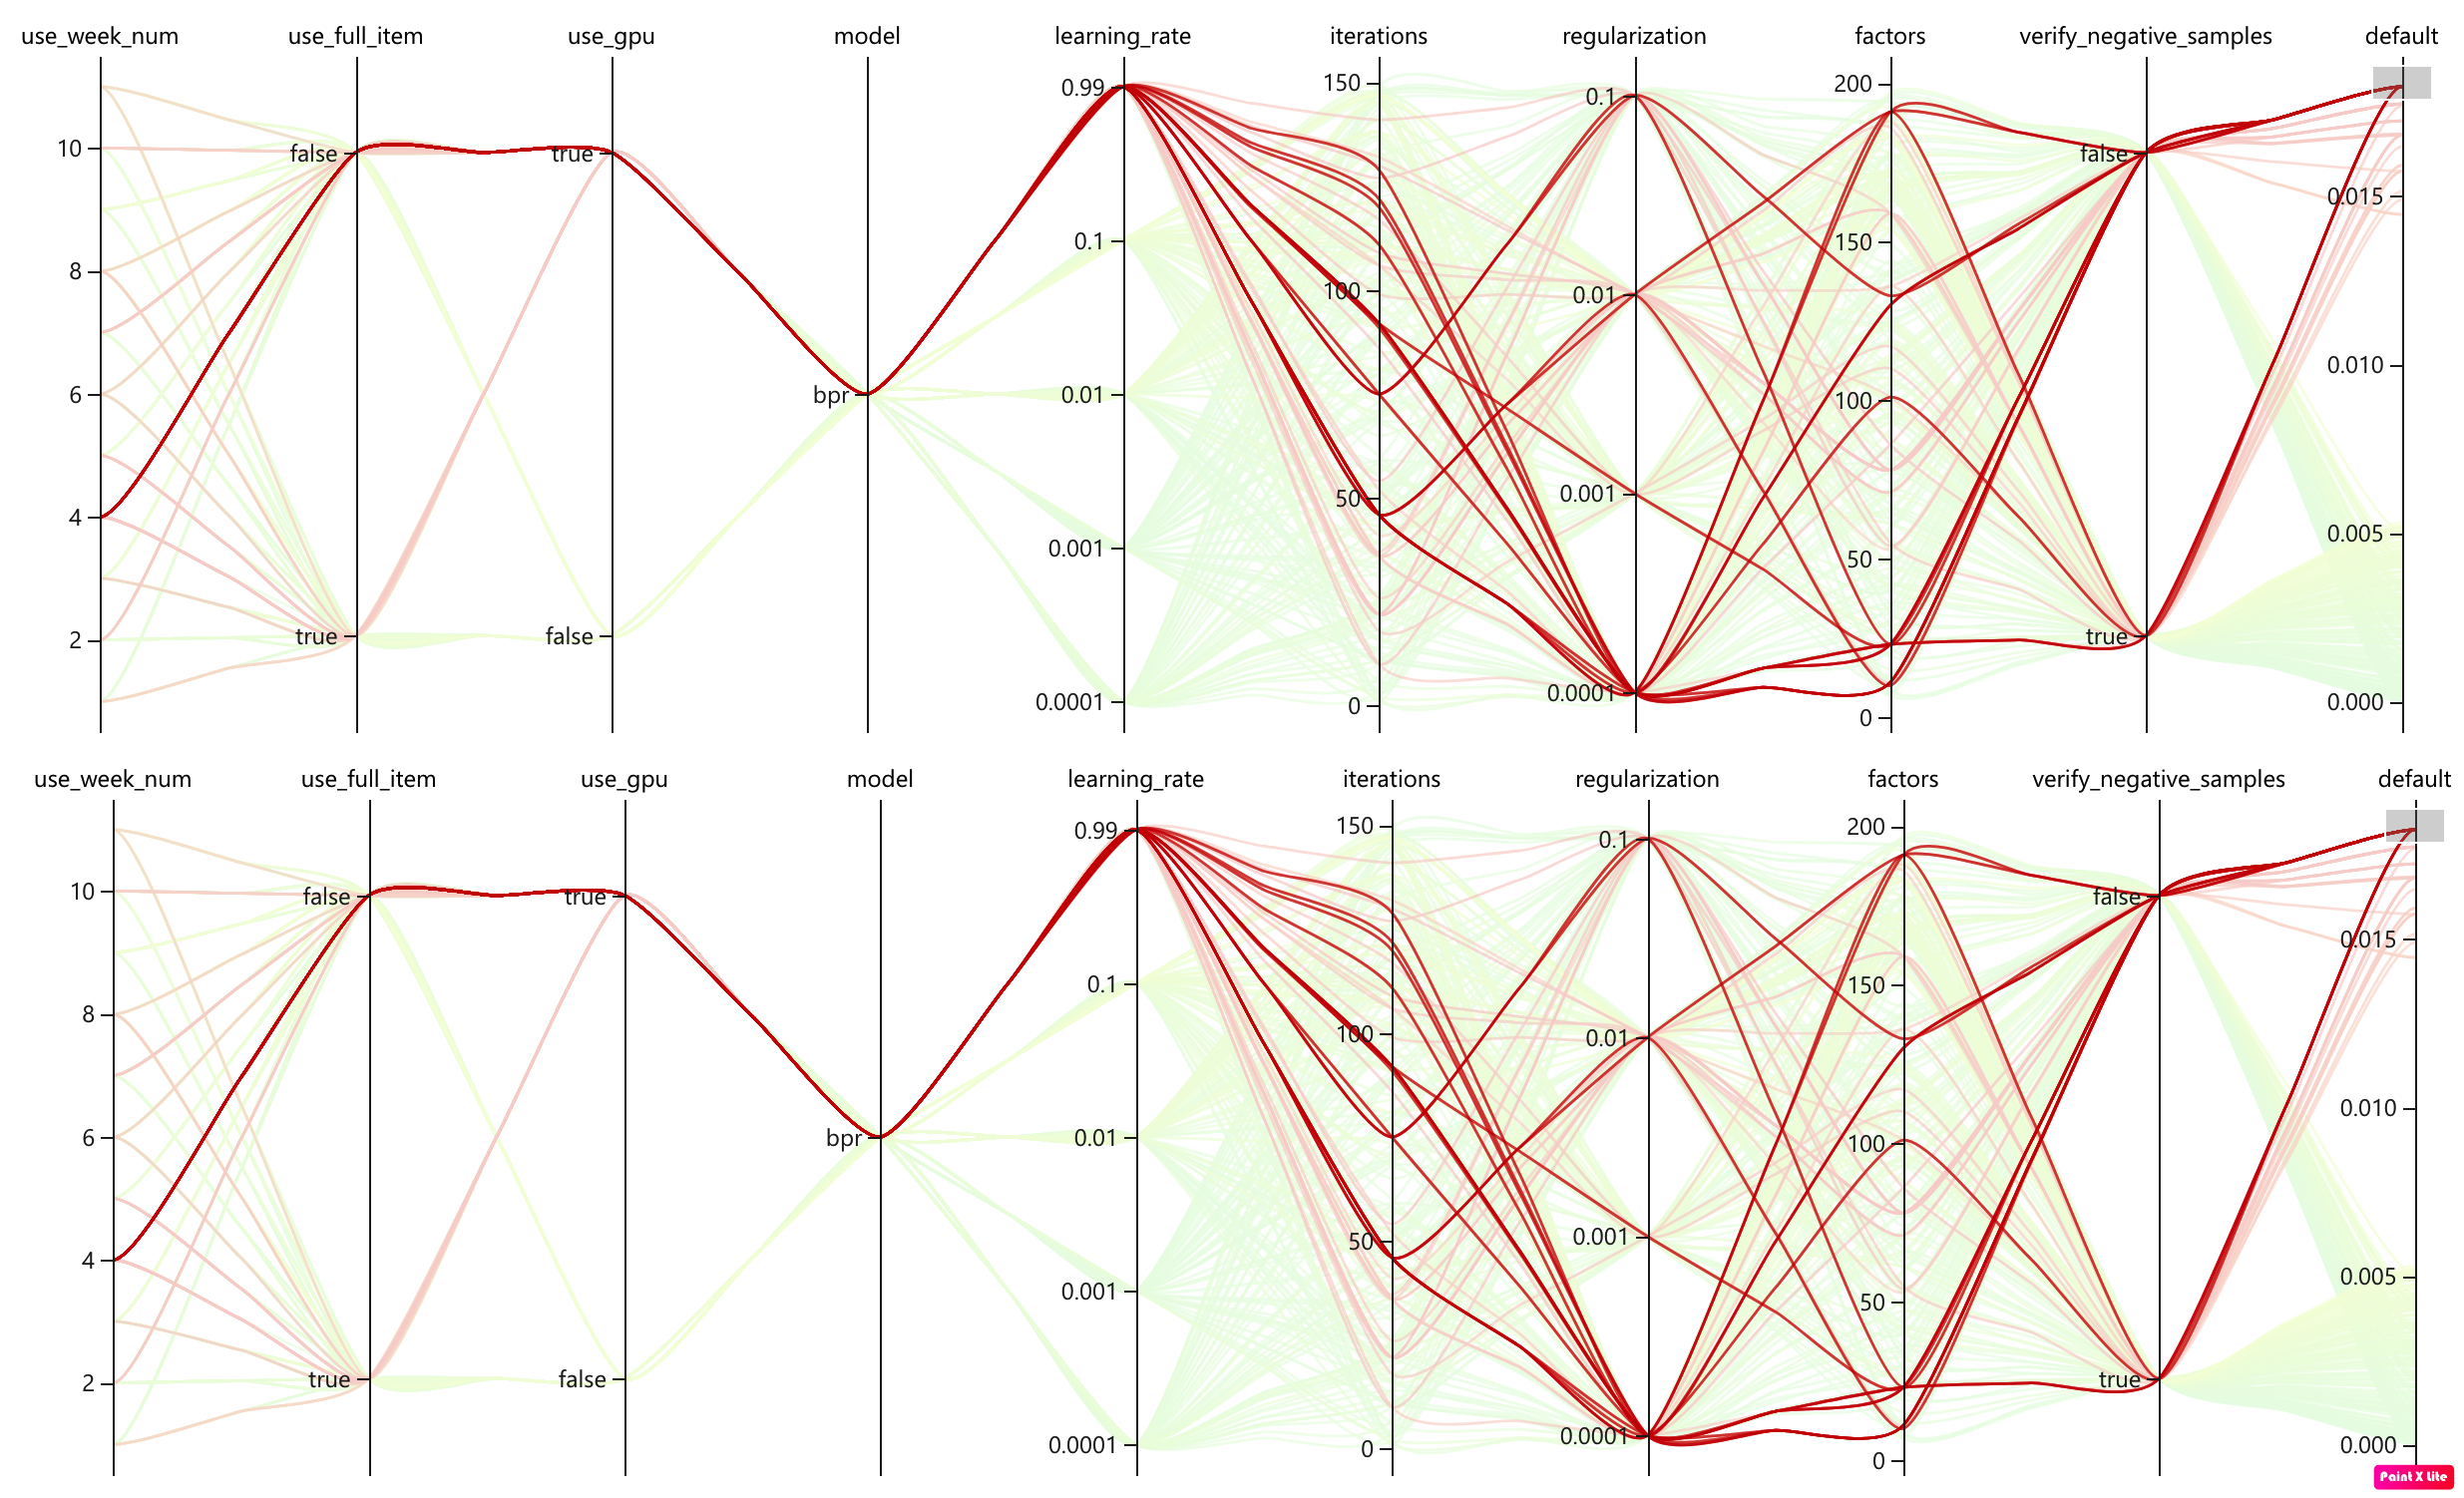 use_week_num use_full_item use_gpu model learning_rate iterations regularization factors verify_negative_samples default
0.99 150 0.1 200
10 false true false
0.015
0.1 150
8
100 0.01
0.010
6 bpr 0.01 100
4 50 0.001
0.001 50 0.005
2 true false true
0.0001 0 0.0001 0 0.000
use_week_num use_full_item use_gpu model learning_rate iterations regularization factors verify_negative_samples default
0.99 150 0.1 200
10 false true false
0.015
0.1 150
8
100 0.01
0.010
6 bpr 0.01 100
4 50 0.001
0.001 50 0.005
2 true false true
0.0001 0 0.0001 0 0.000
Paint X Lite